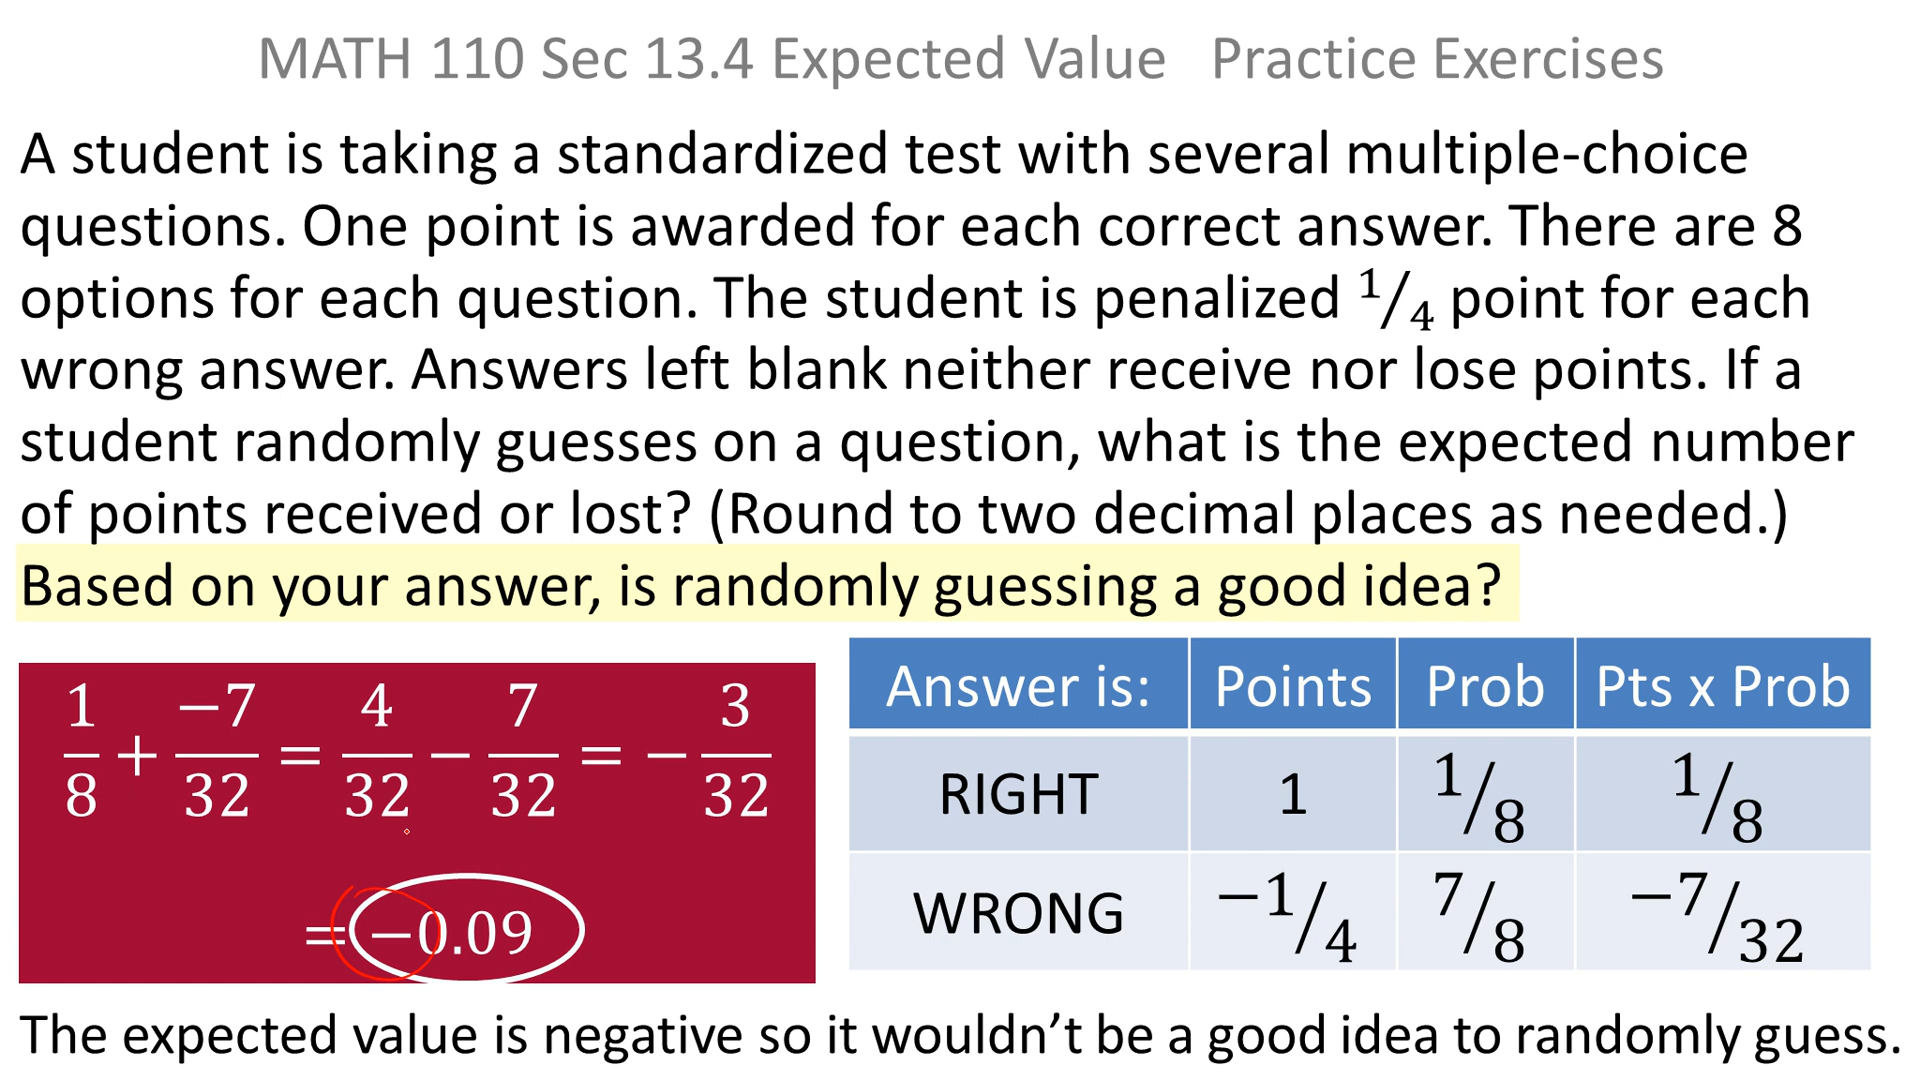 MATH 110 Sec 13.4 Expected Value Practice Exercises
A student is taking a standardized test with several multiple-choice
questions. One point is awarded for each correct answer. There are 8
options for each question. The student is penalized 1/4 point for each
wrong answer. Answers left blank neither receive nor lose points. If a
student randomly guesses on a question, what is the expected number
of points received or lost? (Round to two decimal places as needed.)
Based on your answer, is randomly guessing a good idea?
1/8 + −7/32 = 4/32 − 7/32 = − 3/32
= −0.09
Answer is: Points Prob Pts x Prob
RIGHT 1 1/8 1/8
WRONG −1/4 7/8 −7/32
The expected value is negative so it wouldn’t be a good idea to randomly guess.